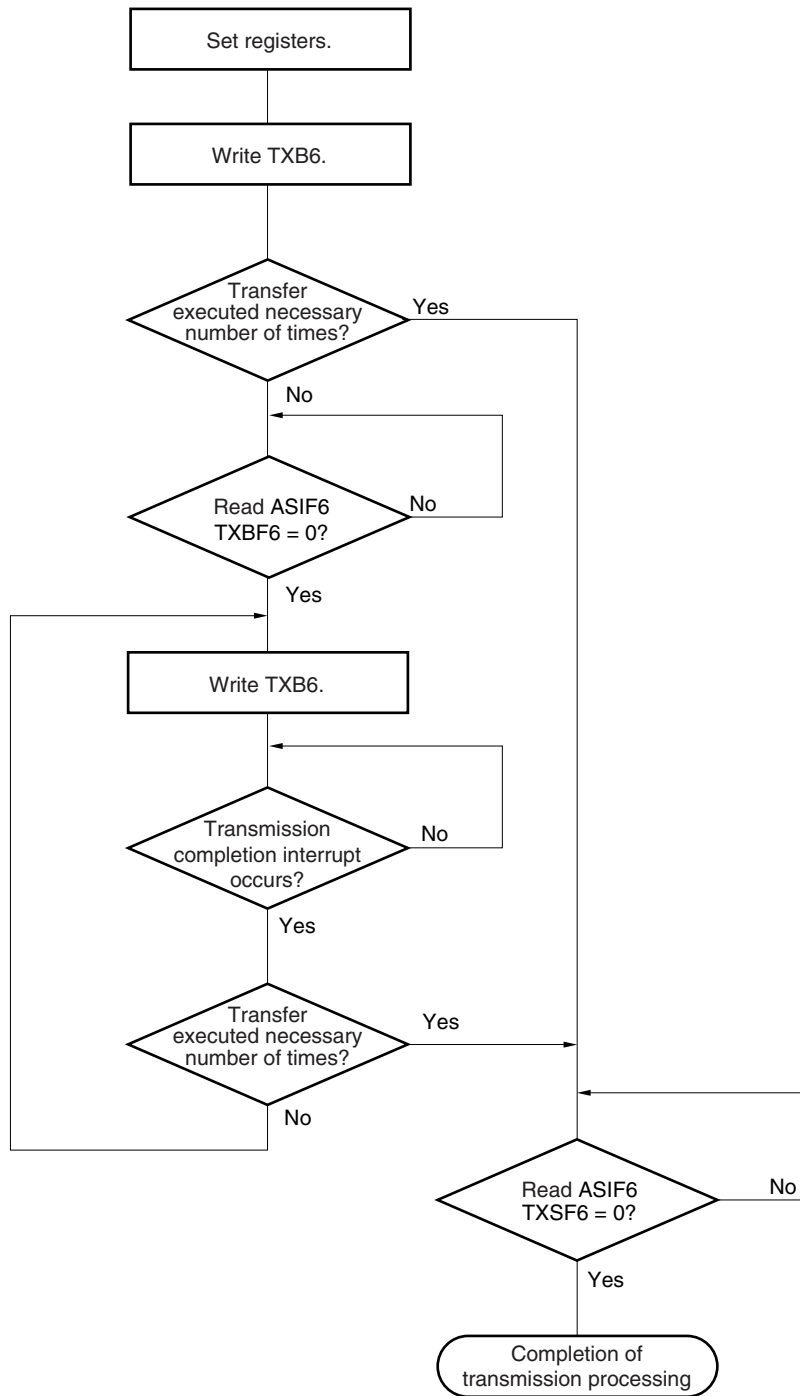 Set registers.
Write TXB6.
Transfer
executed necessary
number of times?
Yes
No
Read ASIF6
TXBF6 = 0?
No
Yes
Write TXB6.
Transmission
completion interrupt
occurs?
No
Yes
Transfer
executed necessary
number of times?
Yes
No
Read ASIF6
TXSF6 = 0?
No
Yes
Completion of
transmission processing